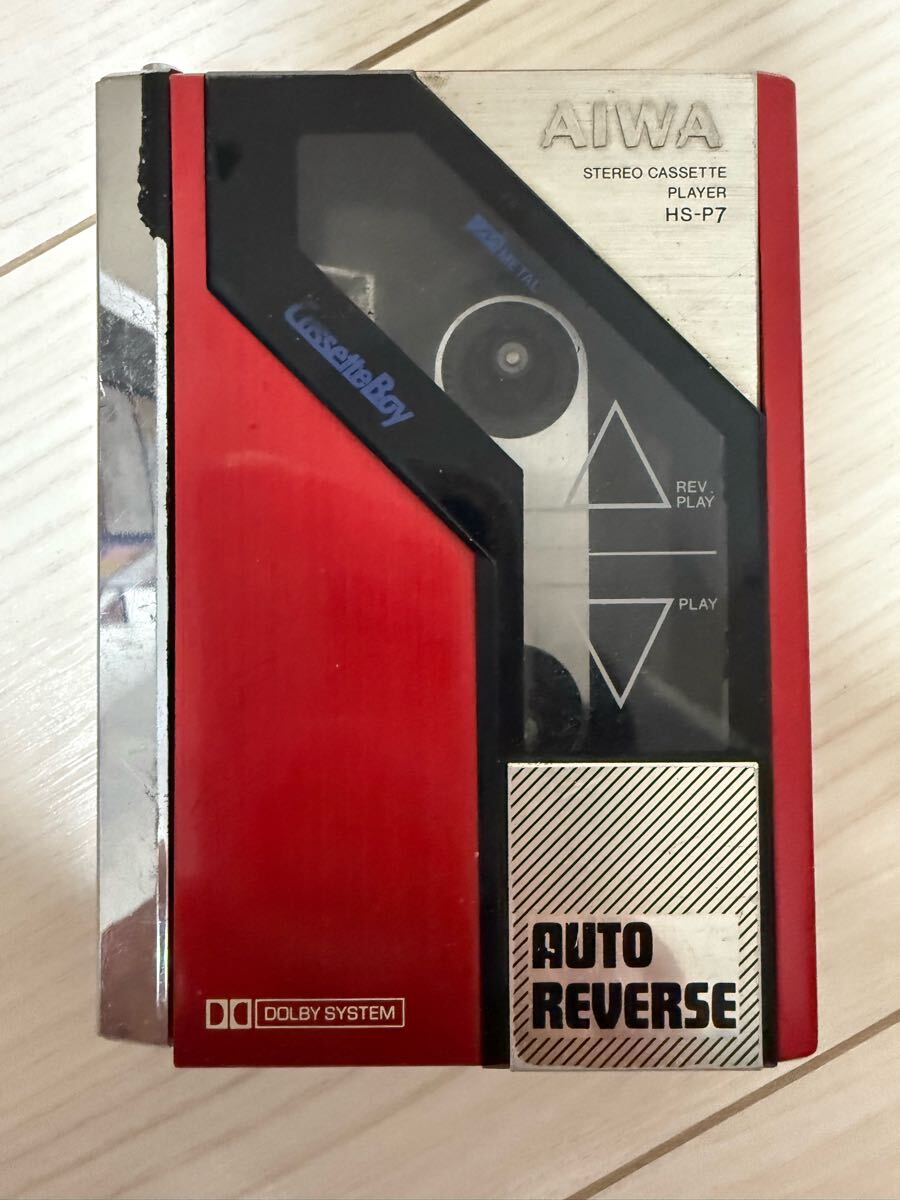 AIWA
STEREO CASSETTE
PLAYER
HS-P7
METAL
CassetteBoy
REV.
PLAY
PLAY
AUTO
REVERSE
DOLBY SYSTEM